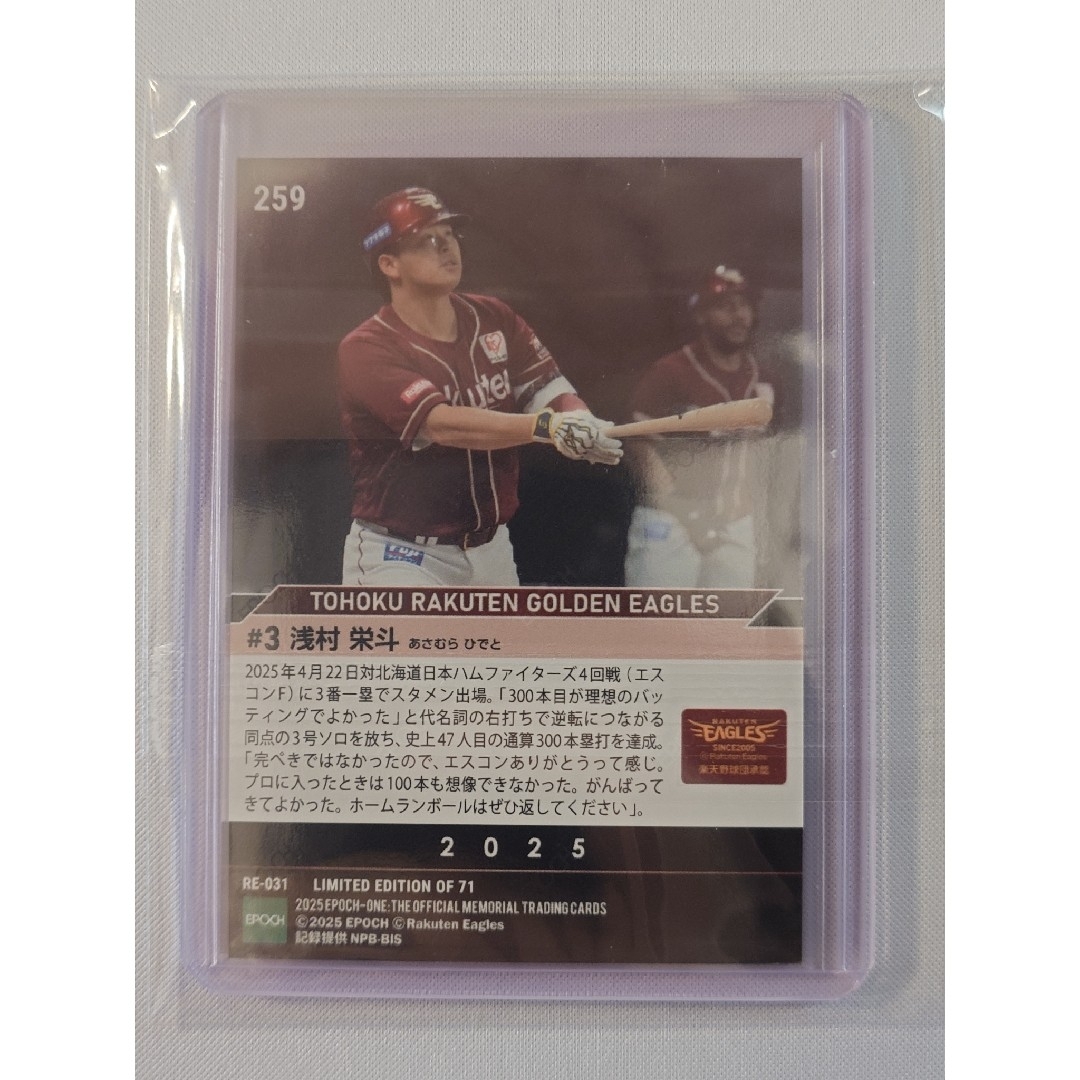 259
Fuji
TOHOKU RAKUTEN GOLDEN EAGLES
#3 浅村 栄斗 あさむら ひでと
2025年4月22日対北海道日本ハムファイターズ4回戦（エス
コンF）に3番一塁でスタメン出場。「300本目が理想のバッ
ティングでよかった」と代名詞の右打ちで逆転につながる
同点の3号ソロを放ち、史上47人目の通算300本塁打を達成。
「完ぺきではなかったので、エスコンありがとうって感じ。
プロに入ったときは100本も想像できなかった。がんばって
きてよかった。ホームランボールはぜひ返してください」。
RAKUTEN
EAGLES
SINCE2005
©Rakuten Eagles
楽天野球団承認
2025
RE-031 LIMITED EDITION OF 71
EPOCH
2025 EPOCH-ONE: THE OFFICIAL MEMORIAL TRADING CARDS
©2025 EPOCH ©Rakuten Eagles
記録提供 NPB-BIS